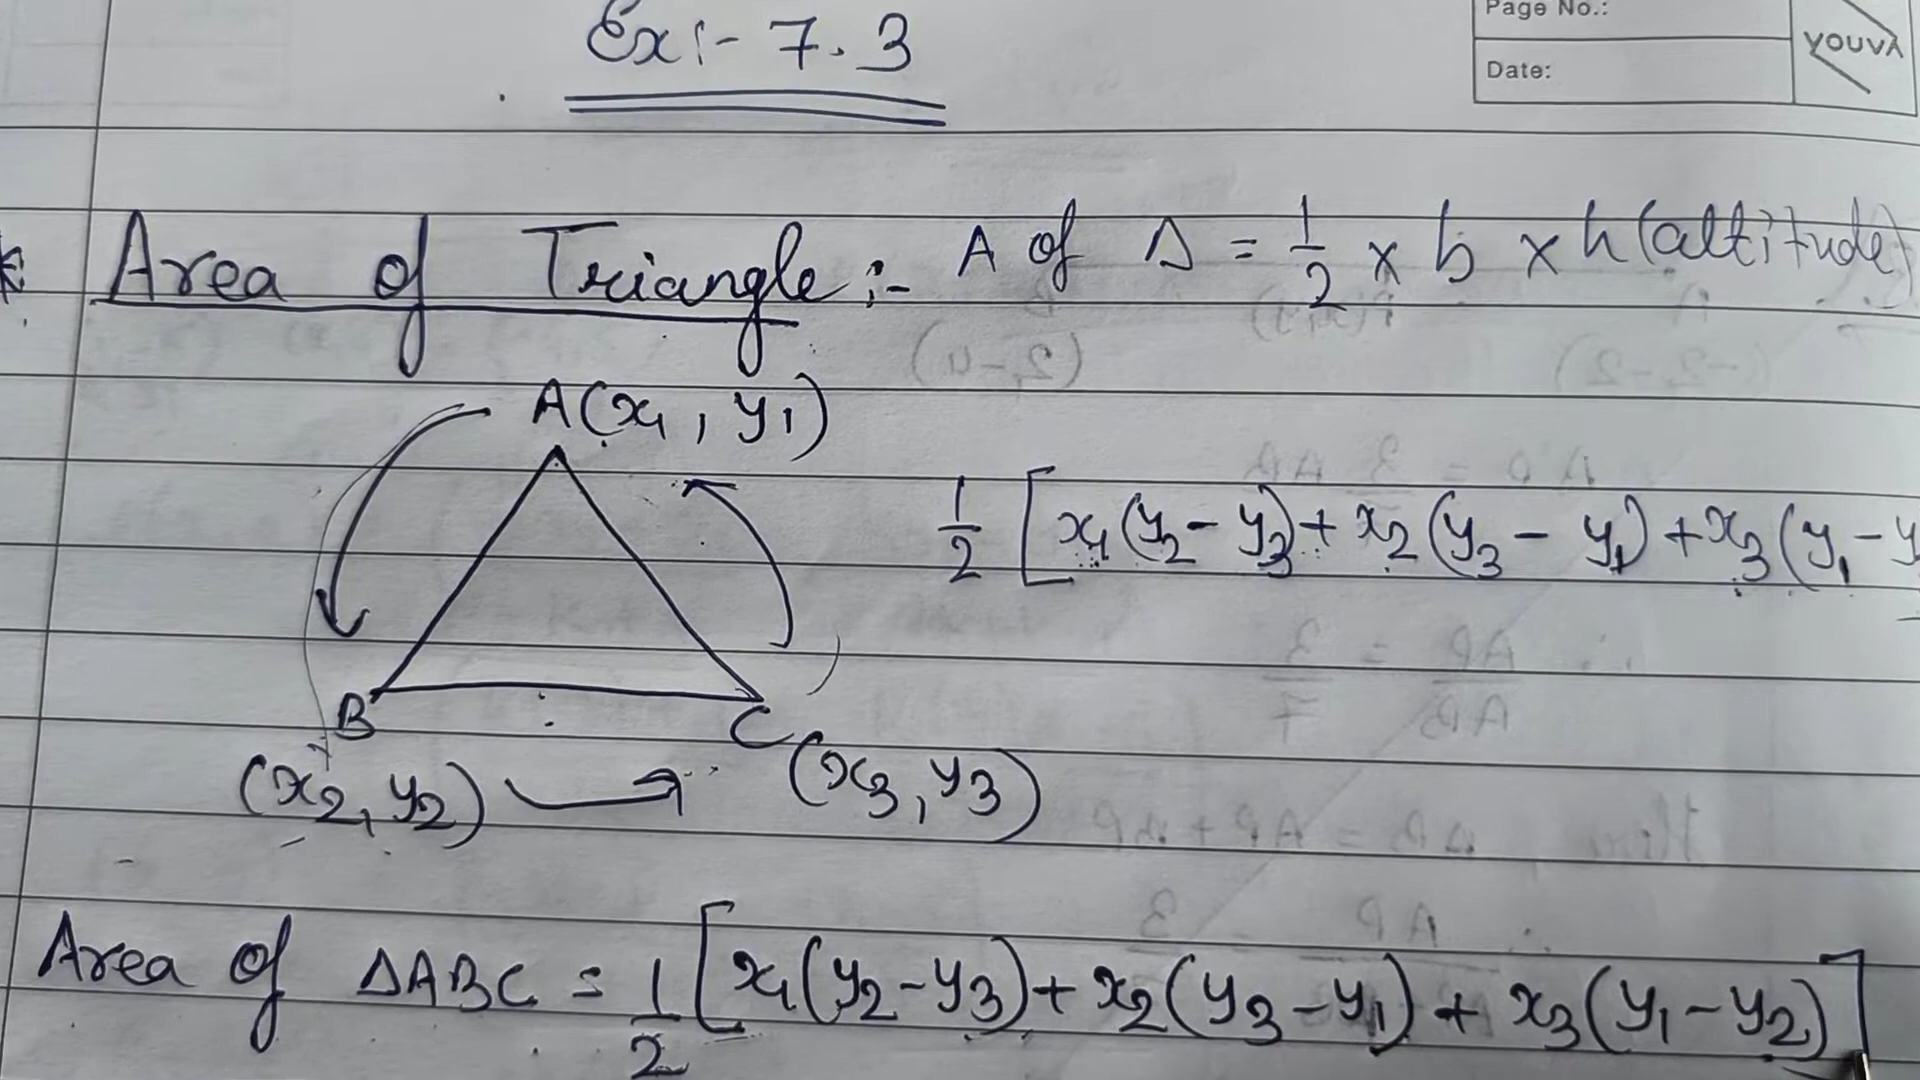 Ex:- 7.3
Page No.:
Date:
YOUVA
Area of Triangle:- A of Δ = 1/2 × b × h (altitude)
A(x₁, y₁)
1/2 [x₁(y₂ - y₃) + x₂(y₃ - y₁) + x₃(y₁ - y
B
C
(x₂, y₂)
(x₃, y₃)
Area of ΔABC = 1/2 [x₁(y₂-y₃) + x₂(y₃-y₁) + x₃(y₁-y₂)]